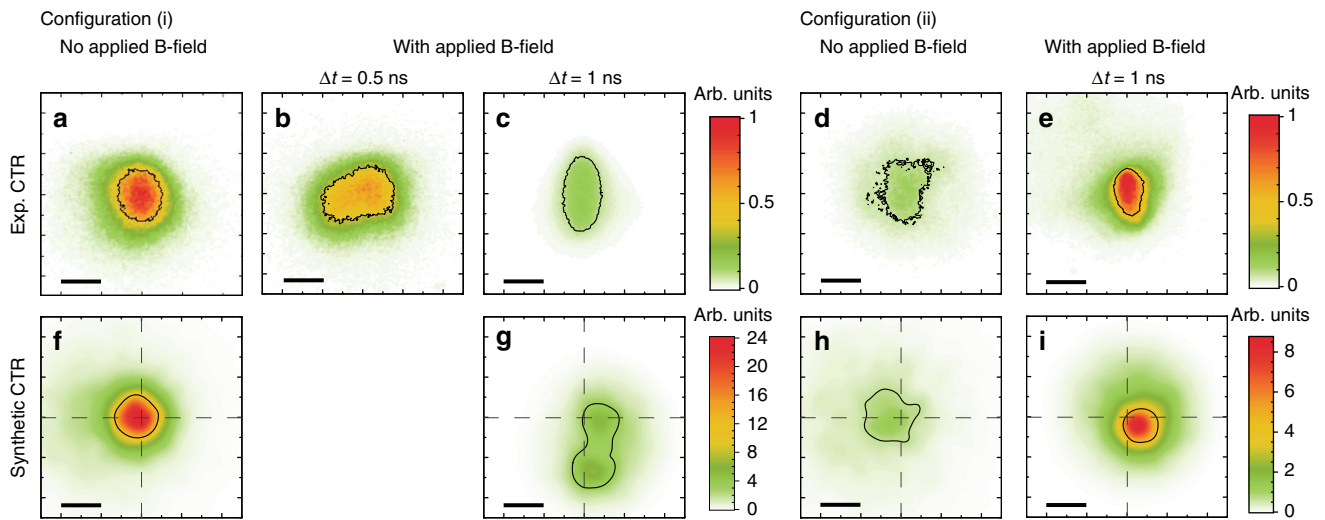 Configuration (i)
Configuration (ii)
No applied B-field
With applied B-field
No applied B-field
With applied B-field
Δt = 0.5 ns
Δt = 1 ns
Δt = 1 ns
Arb. units
Arb. units
Exp. CTR
a
b
c
1
0.5
0
d
e
1
0.5
0
Arb. units
Arb. units
Synthetic CTR
f
g
24
20
16
12
8
4
0
h
i
8
6
4
2
0